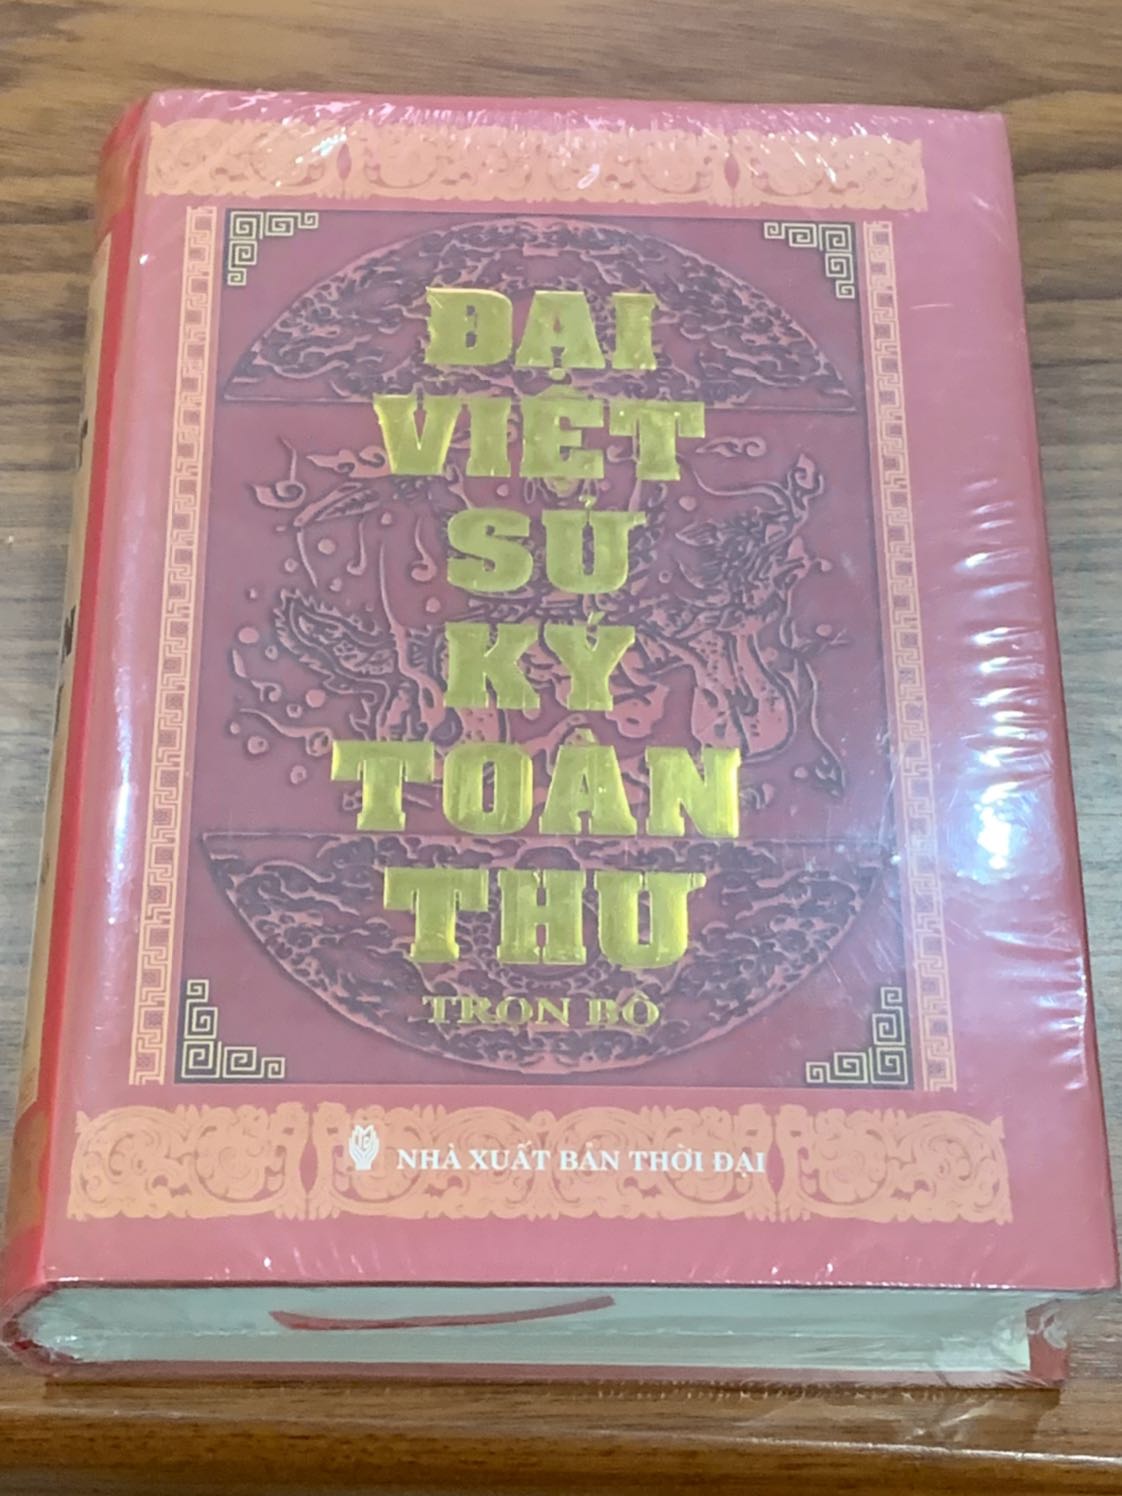 ĐẠI
VIỆT
SỬ
KÝ
TOÀN
THƯ
TRỌN BỘ
NHÀ XUẤT BẢN THỜI ĐẠI